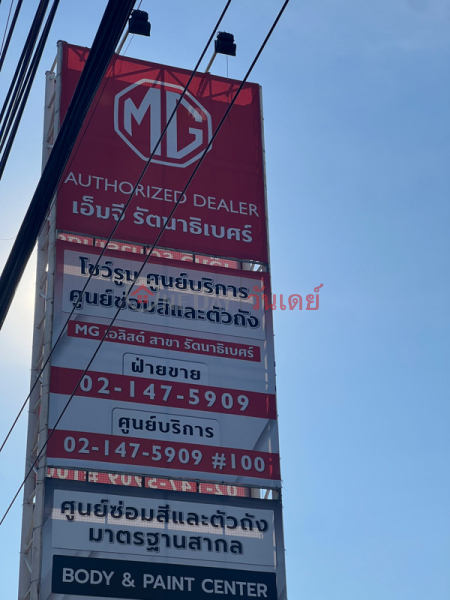 MG
AUTHORIZED DEALER
เอ็มจี รัตนาธิเบศร์
โชว์รูม ศูนย์บริการ
ศูนย์ซ่อมสีและตัวถัง
MG เอลิสต์ สาขา รัตนาธิเบศร์
ฝ่ายขาย
02-147-5909
ศูนย์บริการ
02-147-5909 #100
ศูนย์ซ่อมสีและตัวถัง
มาตรฐานสากล
BODY & PAINT CENTER